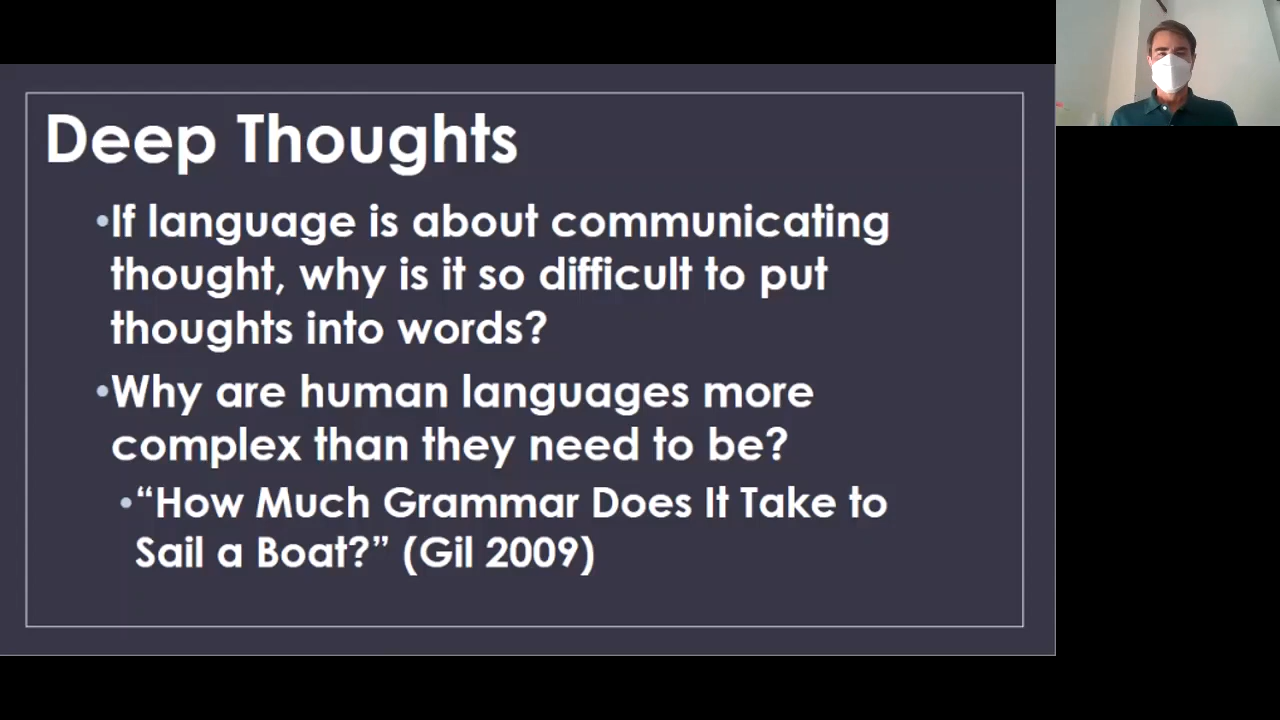 Deep Thoughts
•If language is about communicating
thought, why is it so difficult to put
thoughts into words?
•Why are human languages more
complex than they need to be?
•“How Much Grammar Does It Take to
Sail a Boat?” (Gil 2009)